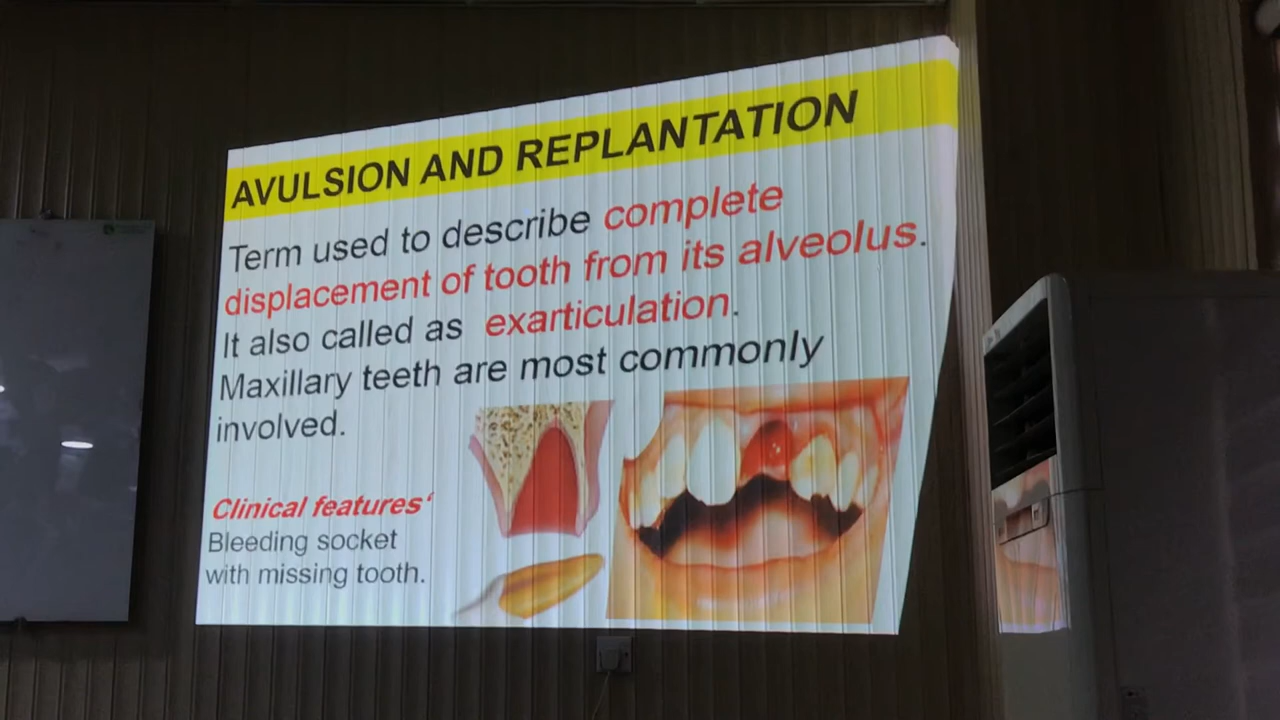 AVULSION AND REPLANTATION
Term used to describe complete
displacement of tooth from its alveolus.
It also called as exarticulation.
Maxillary teeth are most commonly
involved.
Clinical features‘
Bleeding socket
with missing tooth.